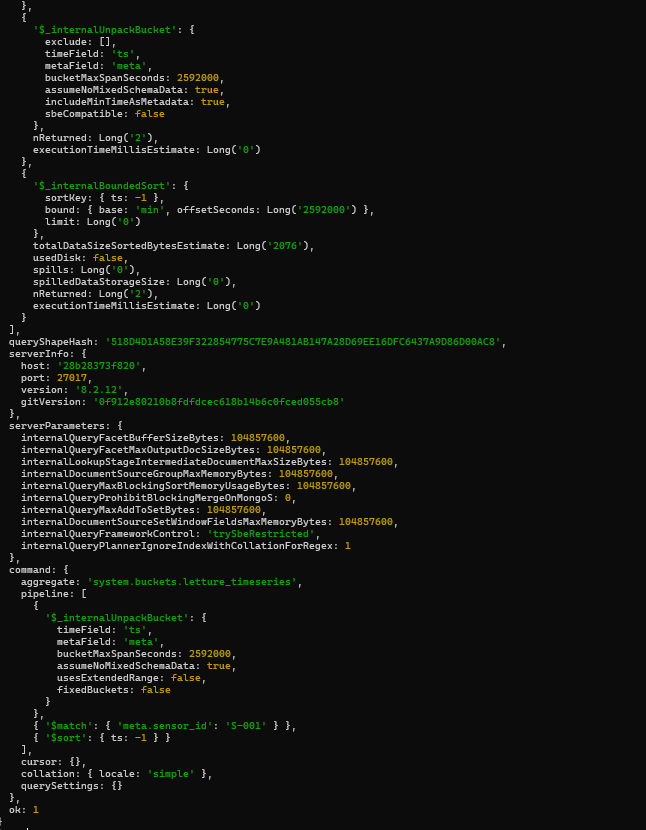 },
{
'$_internalUnpackBucket': {
exclude: [],
timeField: 'ts',
metaField: 'meta',
bucketMaxSpanSeconds: 2592000,
assumeNoMixedSchemaData: true,
includeMinTimeAsMetadata: true,
sbeCompatible: false
},
nReturned: Long('2'),
executionTimeMillisEstimate: Long('0')
},
{
'$_internalBoundedSort': {
sortKey: { ts: -1 },
bound: { base: 'min', offsetSeconds: Long('2592000') },
limit: Long('0')
},
totalDataSizeSortedBytesEstimate: Long('2076'),
usedDisk: false,
spills: Long('0'),
spilledDataStorageSize: Long('0'),
nReturned: Long('2'),
executionTimeMillisEstimate: Long('0')
}
],
queryShapeHash: '518D4D1A58E39F322854775C7E9A481AB147A28D69EE16DFC6437A9D86D00AC8',
serverInfo: {
host: '28b28373f820',
port: 27017,
version: '8.2.12',
gitVersion: '0f912e80210b8fdfdcec618b14b6c0fced055cb8'
},
serverParameters: {
internalQueryFacetBufferSizeBytes: 104857600,
internalQueryFacetMaxOutputDocSizeBytes: 104857600,
internalLookupStageIntermediateDocumentMaxSizeBytes: 104857600,
internalDocumentSourceGroupMaxMemoryBytes: 104857600,
internalQueryMaxBlockingSortMemoryUsageBytes: 104857600,
internalQueryProhibitBlockingMergeOnMongoS: 0,
internalQueryMaxAddToSetBytes: 104857600,
internalDocumentSourceSetWindowFieldsMaxMemoryBytes: 104857600,
internalQueryFrameworkControl: 'trySbeRestricted',
internalQueryPlannerIgnoreIndexWithCollationForRegex: 1
},
command: {
aggregate: 'system.buckets.letture_timeseries',
pipeline: [
{
'$_internalUnpackBucket': {
timeField: 'ts',
metaField: 'meta',
bucketMaxSpanSeconds: 2592000,
assumeNoMixedSchemaData: true,
usesExtendedRange: false,
fixedBuckets: false
}
},
{ '$match': { 'meta.sensor_id': 'S-001' } },
{ '$sort': { ts: -1 } }
],
cursor: {},
collation: { locale: 'simple' },
querySettings: {}
},
ok: 1
}